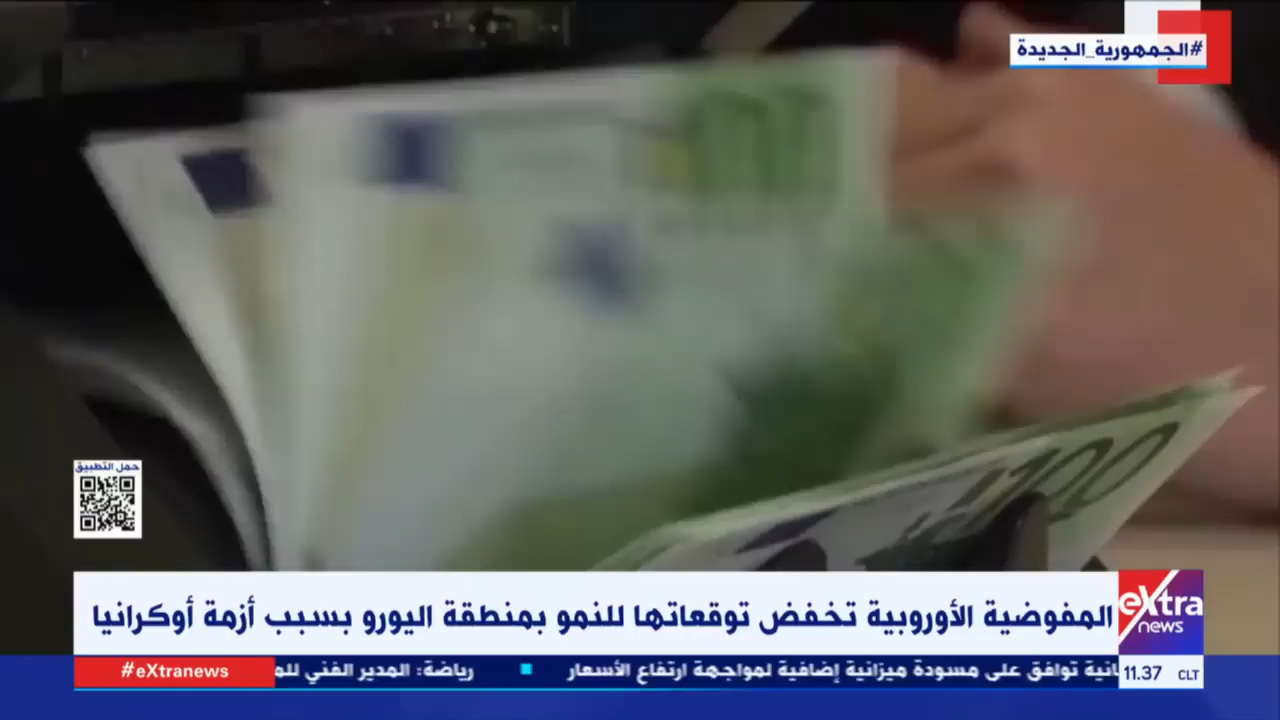 #الجمهورية_الجديدة
100
حمل التطبيق
المفوضية الأوروبية تخفض توقعاتها للنمو بمنطقة اليورو بسبب أزمة أوكرانيا
eXtra
news
توافق على مسودة ميزانية إضافية لمواجهة ارتفاع الأسعار ■ رياضة: المدير الفني
#eXtranews
11.37 CLT